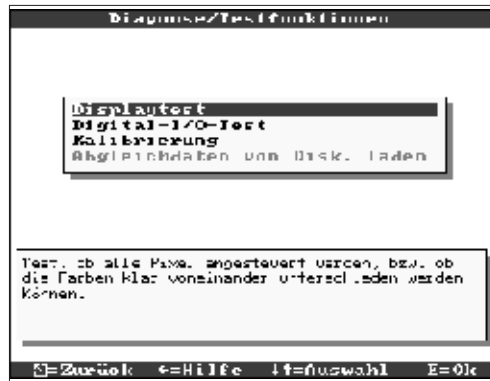 Diagnose/Testfunktionen
Displaytest
Digital-I/O-Test
Kalibrierung
Abgleichdaten von Disk. laden
Test, ob alle Pixel angesteuert werden, bzw. ob
die Farben klar voneinander unterschieden werden
können.
=Zurück ←=Hilfe ↓↑=Auswahl E=Ok